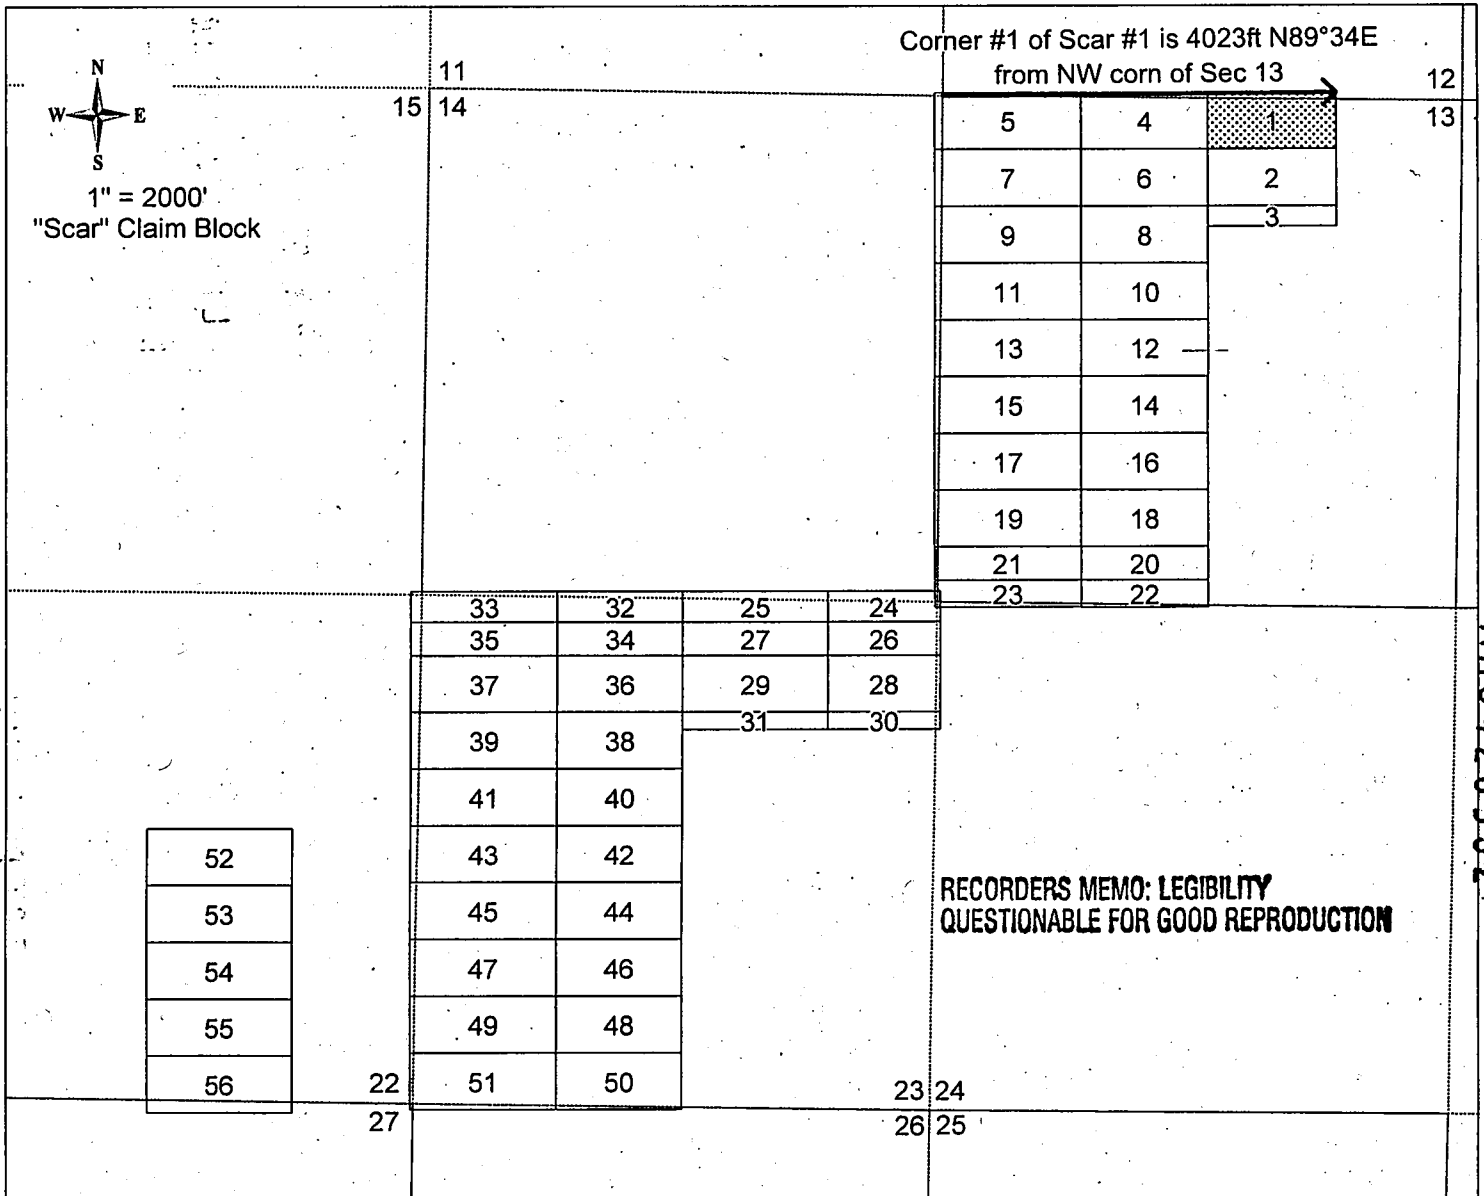 Corner #1 of Scar #1 is 4023ft N89°34E
from NW corn of Sec 13
N
W E
S
1" = 2000'
"Scar" Claim Block
11
12
15 14
13
5 4 1
7 6 2
3
9 8
11 10
13 12
15 14
17 16
19 18
21 20
23 22
33 32 25 24
35 34 27 26
37 36 29 28
31 30
39 38
41 40
43 42
52
45 44
53
RECORDERS MEMO: LEGIBILITY
QUESTIONABLE FOR GOOD REPRODUCTION
47 46
54
49 48
55
51 50
56
22
23 24
27
26 25